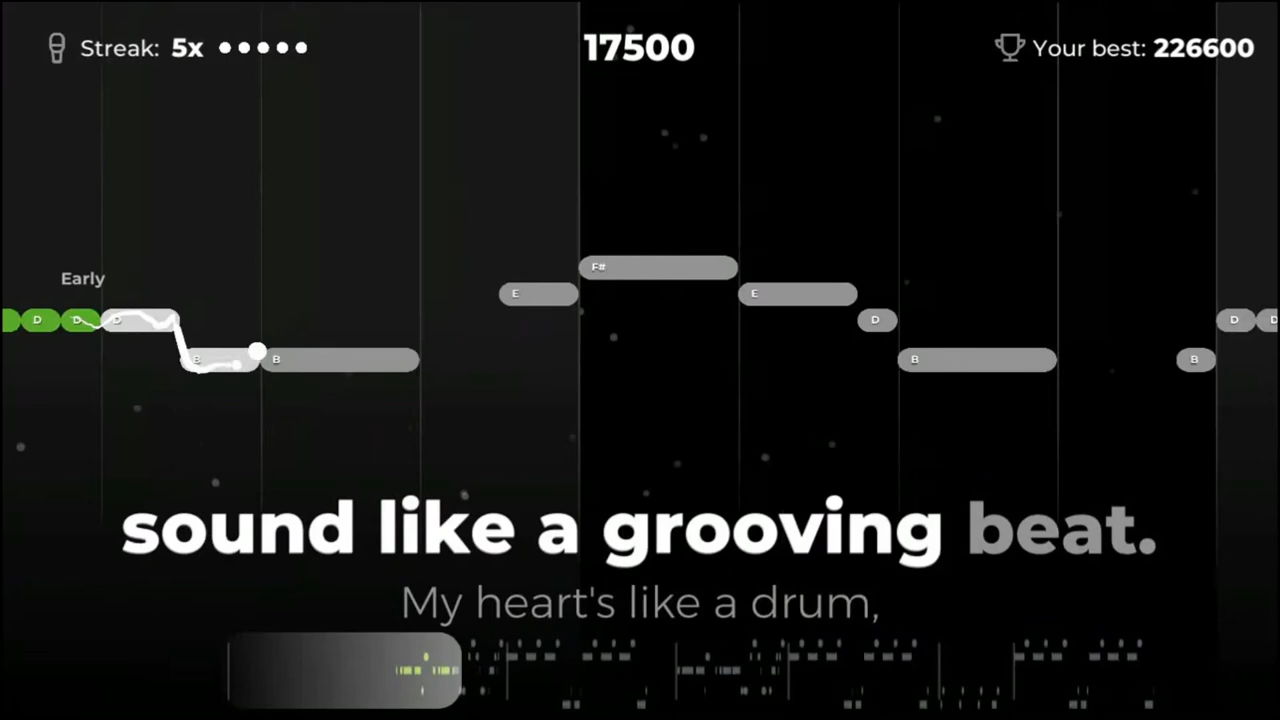 Streak: 5x
17500
Your best: 226600
Early
F#
E E
D D D D D D
B B B B
sound like a grooving beat.
My heart's like a drum,